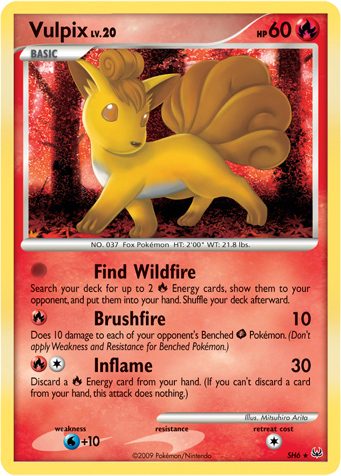 Vulpix LV.20 HP 60
BASIC
NO. 037 Fox Pokémon HT: 2'00" WT: 21.8 lbs.
Find Wildfire
Search your deck for up to 2 Energy cards, show them to your
opponent, and put them into your hand. Shuffle your deck afterward.
Brushfire 10
Does 10 damage to each of your opponent's Benched Pokémon. (Don't
apply Weakness and Resistance for Benched Pokémon.)
Inflame 30
Discard a Energy card from your hand. (If you can't discard a card
from your hand, this attack does nothing.)
Illus. Mitsuhiro Arita
weakness resistance retreat cost
+10
SH6
©2009 Pokémon/Nintendo